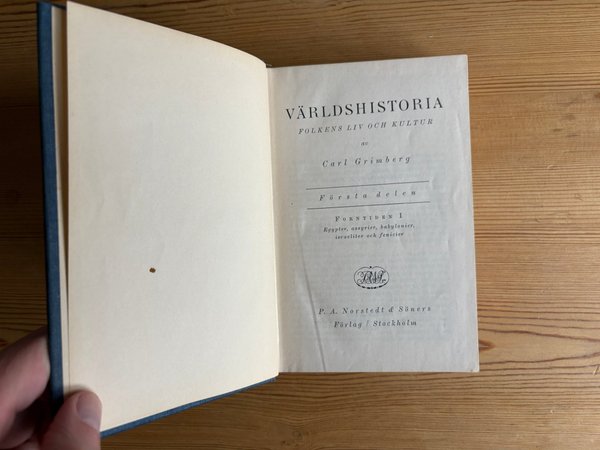 VÄRLDSHISTORIA
FOLKENS LIV OCH KULTUR
av
Carl Grimberg
Första delen
FORNTIDEN 1
Egypter, assyrier, babylonier,
israeliter och fenicier
P. A. Norstedt & Söners
Förlag / Stockholm